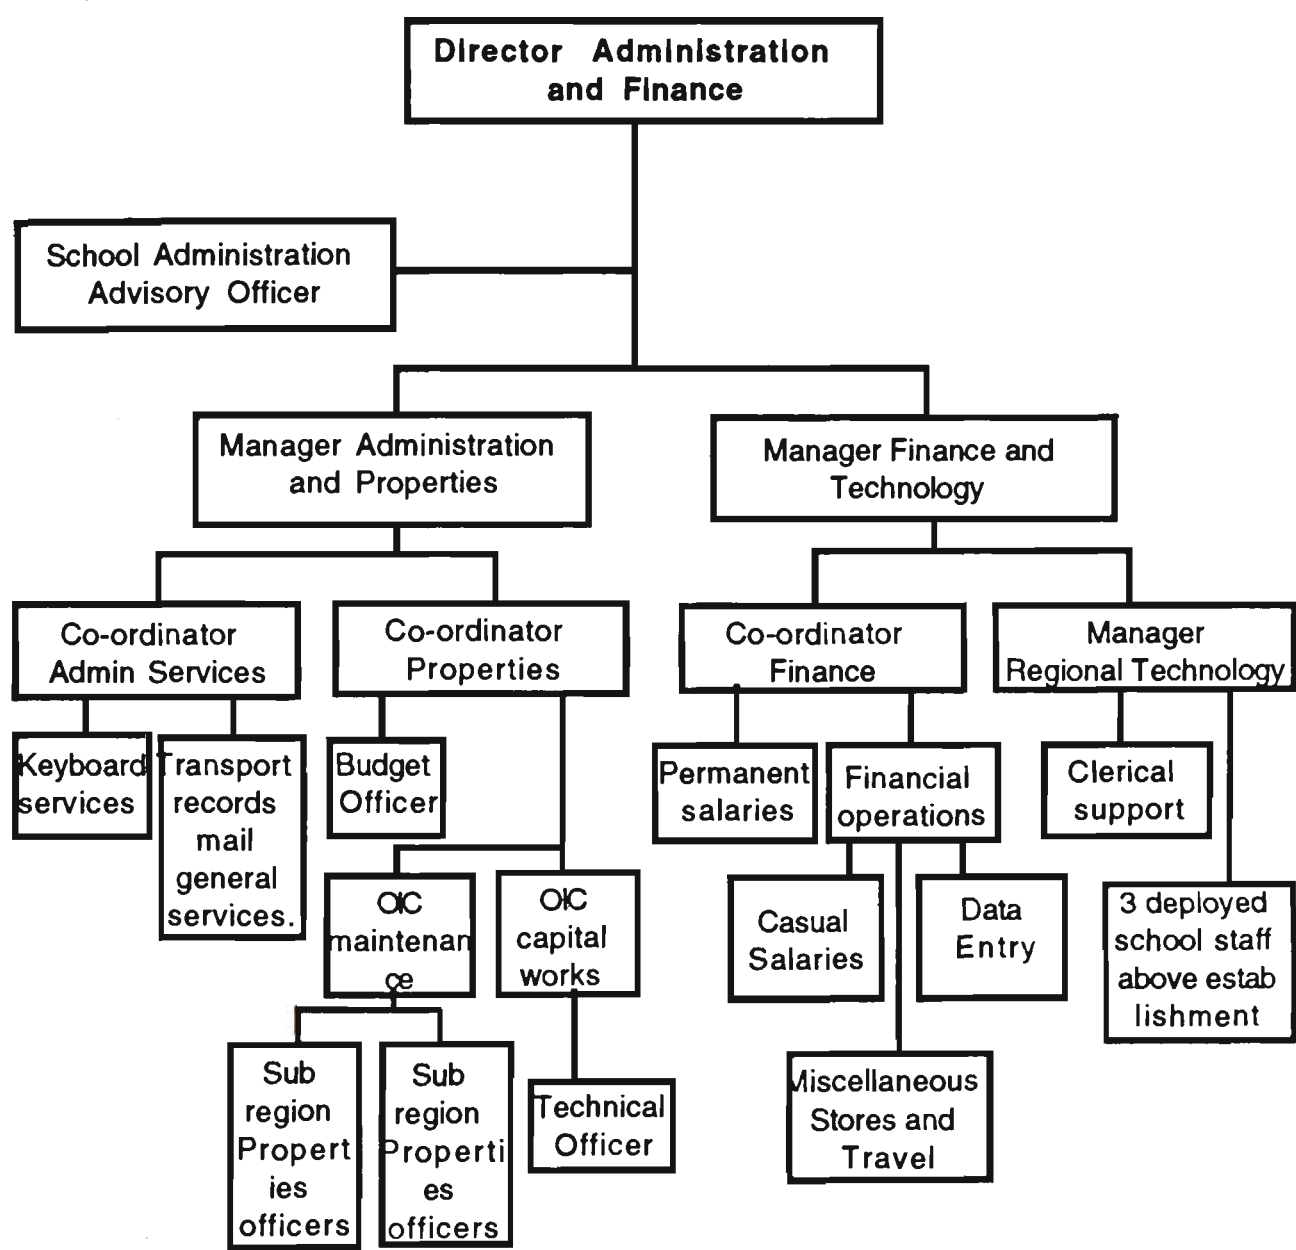 Director Administration
and Finance
School Administration
Advisory Officer
Manager Administration
and Properties
Manager Finance and
Technology
Co-ordinator
Admin Services
Co-ordinator
Properties
Co-ordinator
Finance
Manager
Regional Technology
Keyboard
services
Transport
records
mail
general
services.
Budget
Officer
Permanent
salaries
Financial
operations
Clerical
support
OIC
maintenan
ce
OIC
capital
works
Casual
Salaries
Data
Entry
3 deployed
school staff
above estab
lishment
Sub
region
Propert
ies
officers
Sub
region
Properti
es
officers
Technical
Officer
Miscellaneous
Stores and
Travel